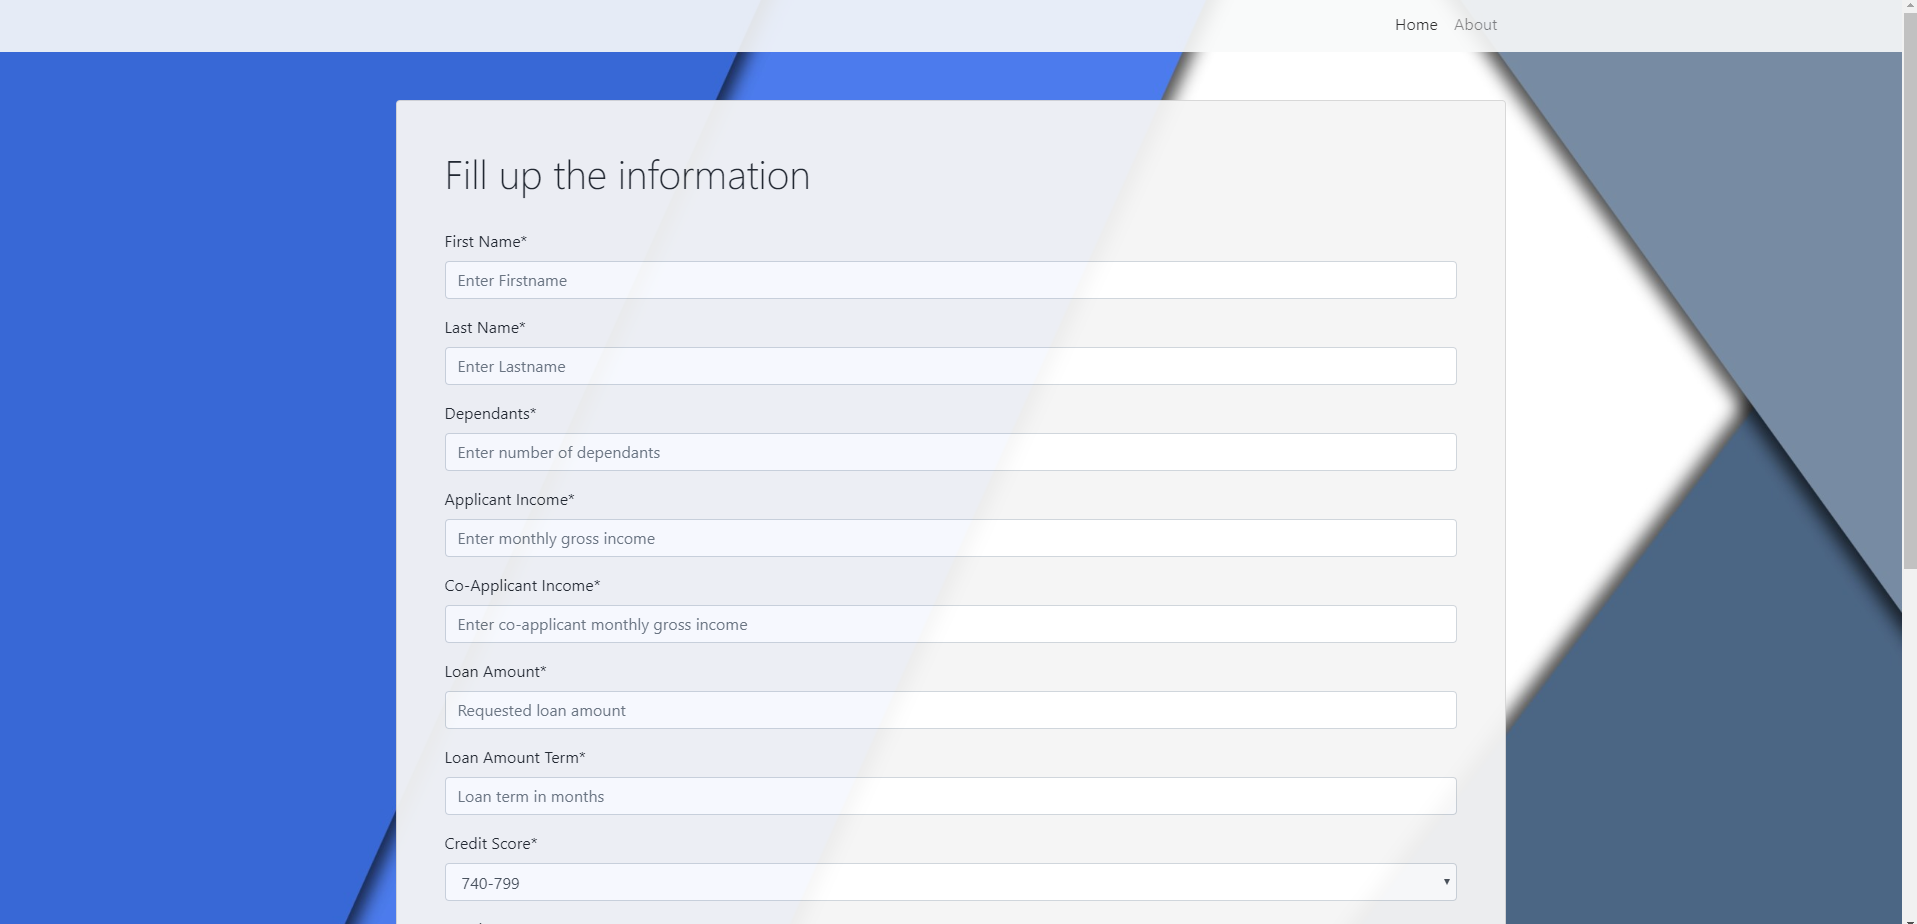 Home About
Fill up the information
First Name*
Enter Firstname
Last Name*
Enter Lastname
Dependants*
Enter number of dependants
Applicant Income*
Enter monthly gross income
Co-Applicant Income*
Enter co-applicant monthly gross income
Loan Amount*
Requested loan amount
Loan Amount Term*
Loan term in months
Credit Score*
740-799